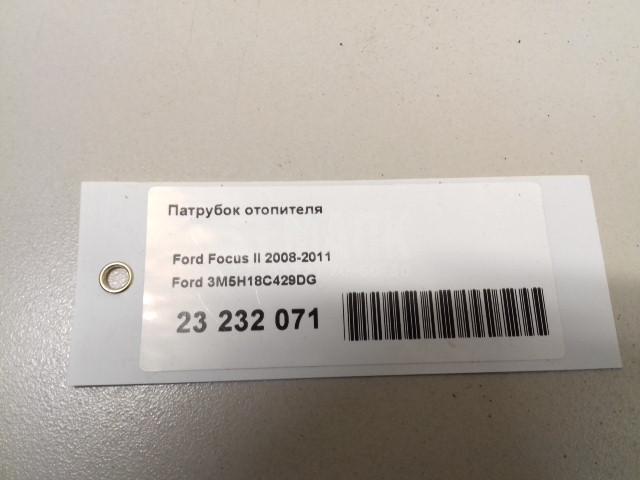 Патрубок отопителя
Ford Focus II 2008-2011
Ford 3M5H18C429DG
23 232 071